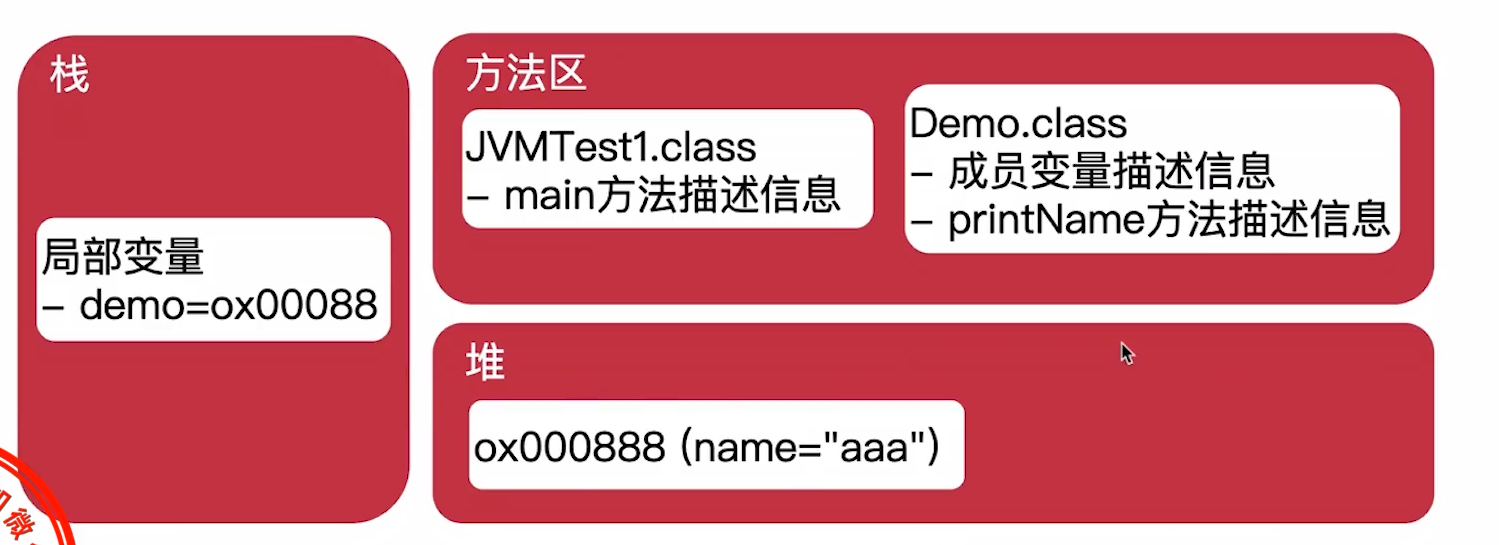 栈
局部变量
- demo=ox00088
方法区
JVMTest1.class
- main方法描述信息
Demo.class
- 成员变量描述信息
- printName方法描述信息
堆
ox000888 (name="aaa")
微